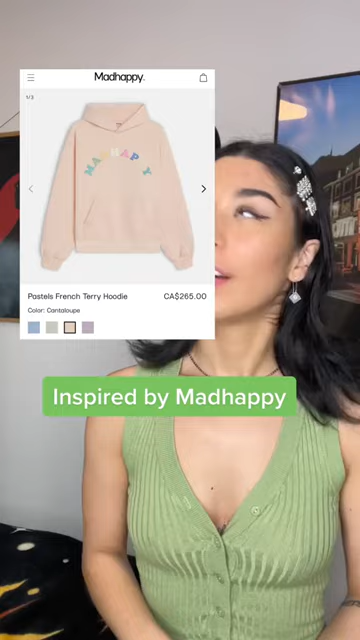 Madhappy.
1/3
MADHAPPY
Pastels French Terry Hoodie CA$265.00
Color: Cantaloupe
Inspired by Madhappy